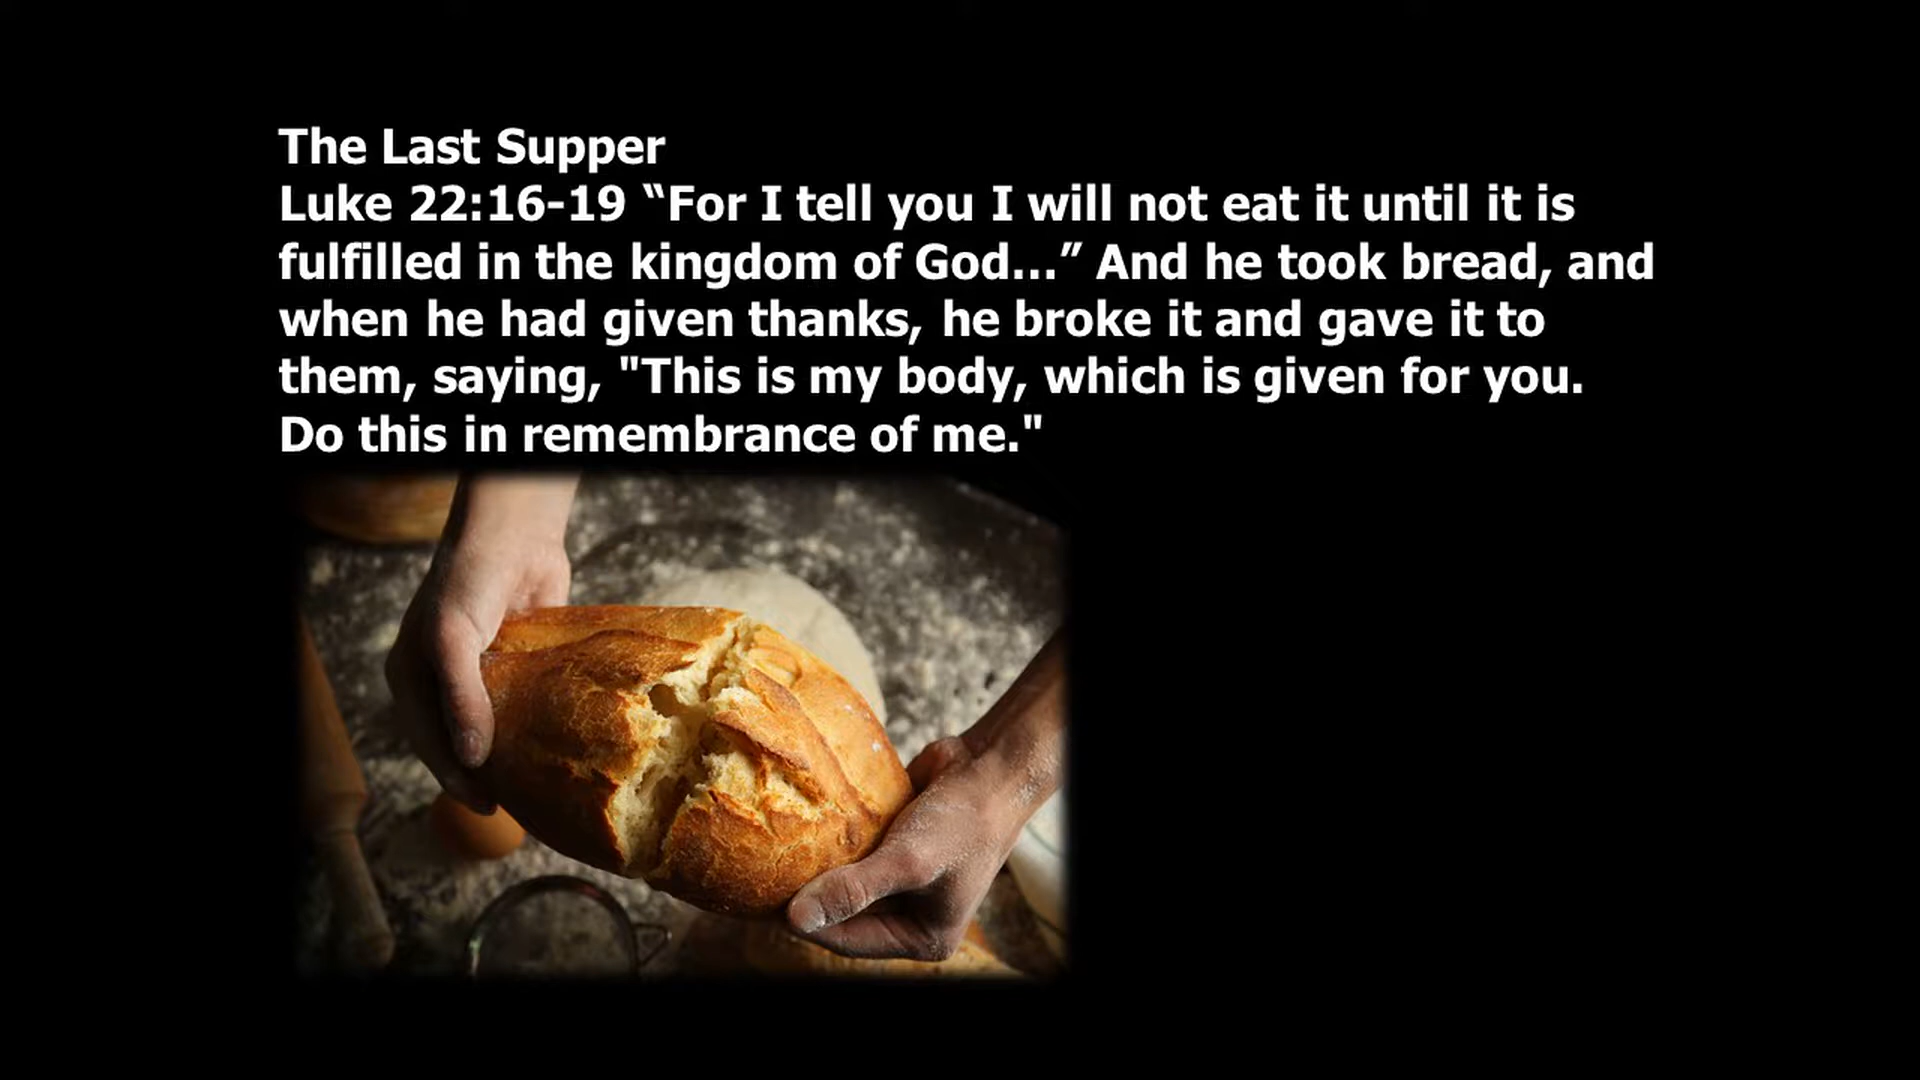 The Last Supper
Luke 22:16-19 “For I tell you I will not eat it until it is
fulfilled in the kingdom of God…” And he took bread, and
when he had given thanks, he broke it and gave it to
them, saying, "This is my body, which is given for you.
Do this in remembrance of me."